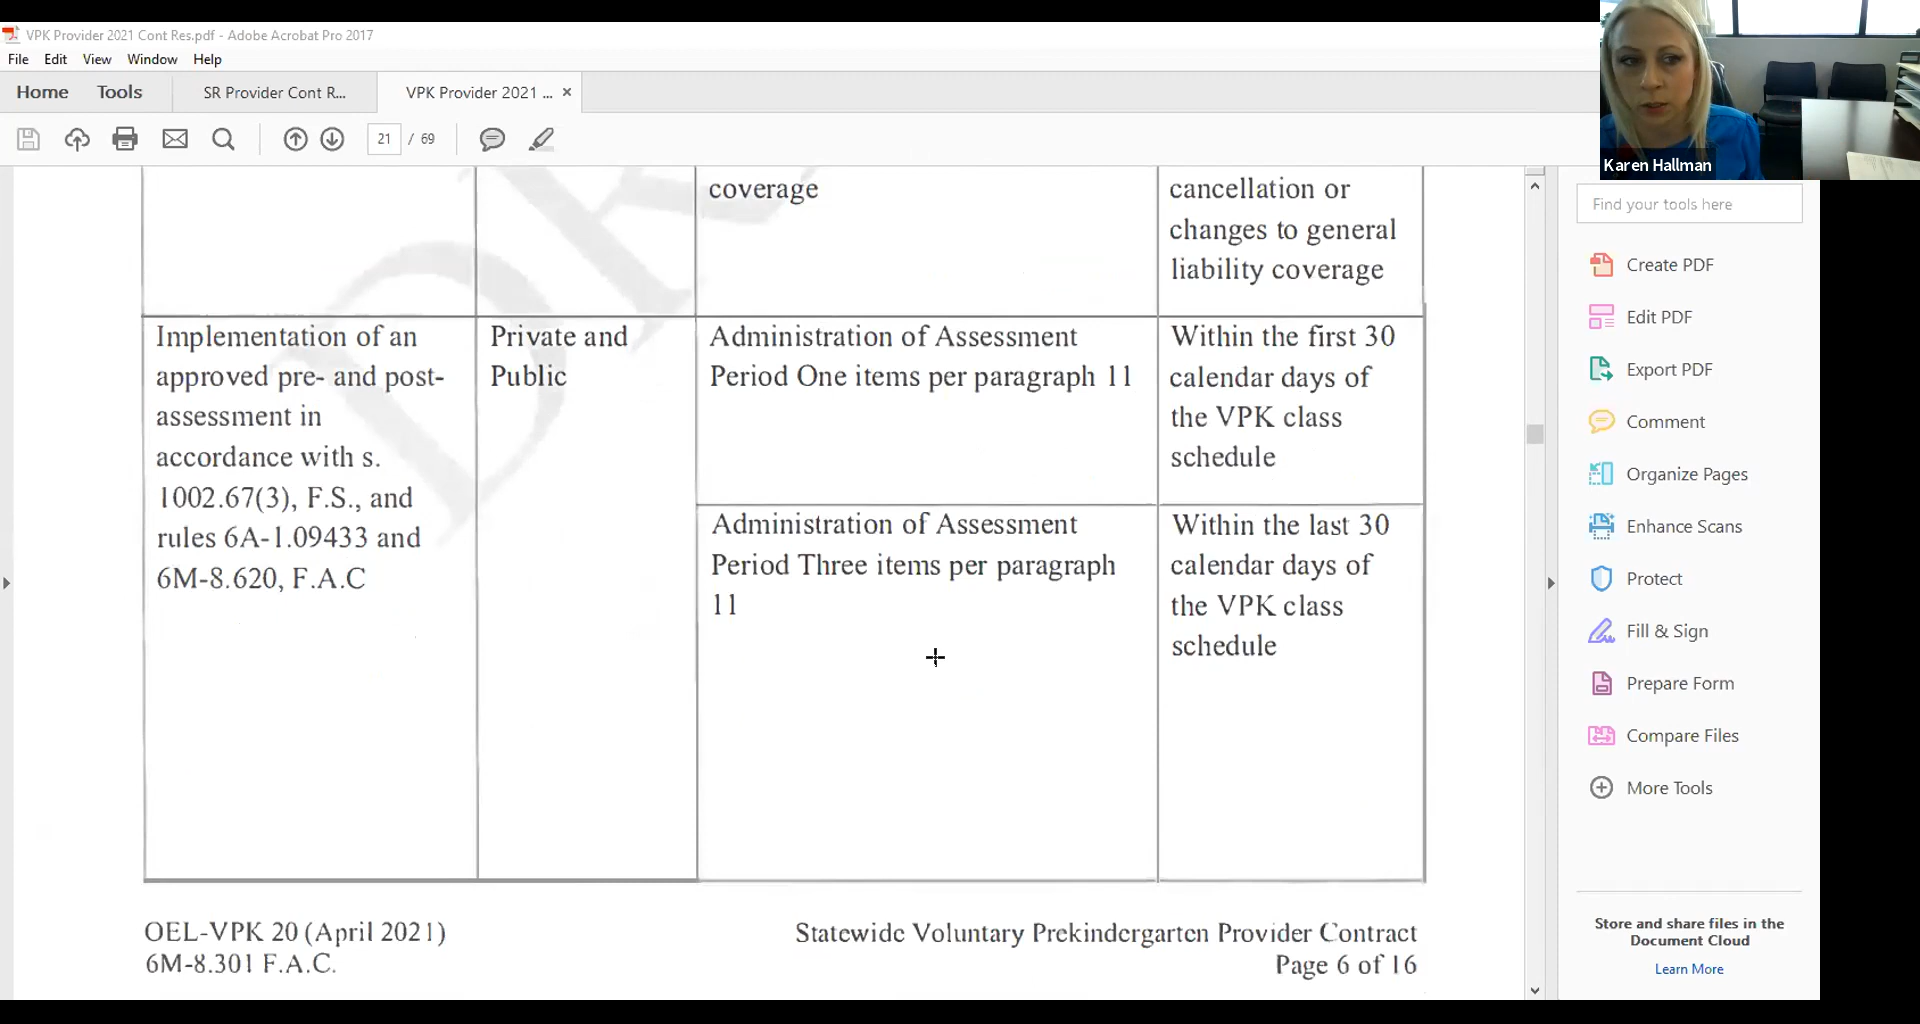 VPK Provider 2021 Cont Res.pdf - Adobe Acrobat Pro 2017
File Edit View Window Help
Home Tools SR Provider Cont R... VPK Provider 2021 ... ×
21 / 69
Karen Hallman
coverage
cancellation or
changes to general
liability coverage
Implementation of an
approved pre- and post-
assessment in
accordance with s.
1002.67(3), F.S., and
rules 6A-1.09433 and
6M-8.620, F.A.C
Private and
Public
Administration of Assessment
Period One items per paragraph 11
Within the first 30
calendar days of
the VPK class
schedule
Administration of Assessment
Period Three items per paragraph
11
Within the last 30
calendar days of
the VPK class
schedule
OEL-VPK 20 (April 2021)
6M-8.301 F.A.C.
Statewide Voluntary Prekindergarten Provider Contract
Page 6 of 16
Find your tools here
Create PDF
Edit PDF
Export PDF
Comment
Organize Pages
Enhance Scans
Protect
Fill & Sign
Prepare Form
Compare Files
More Tools
Store and share files in the
Document Cloud
Learn More